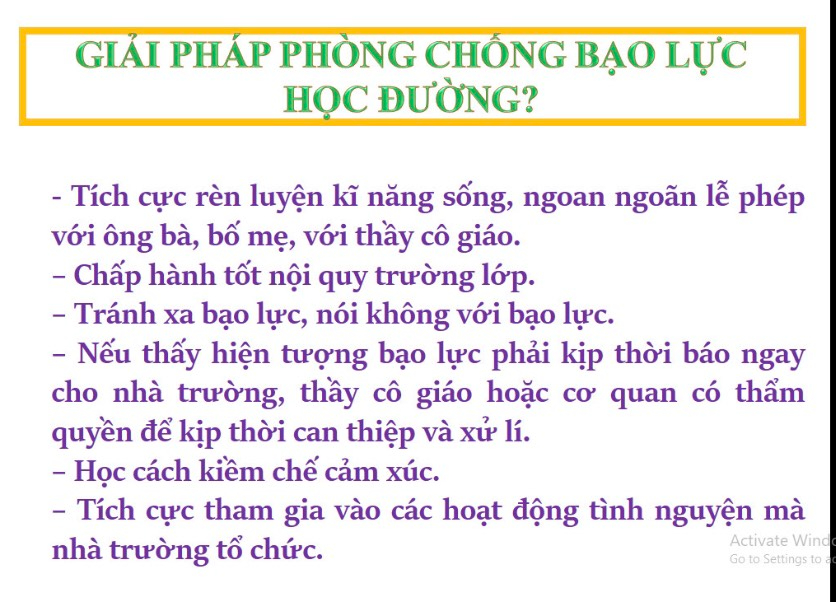 GIẢI PHÁP PHÒNG CHỐNG BẠO LỰC
HỌC ĐƯỜNG?
- Tích cực rèn luyện kĩ năng sống, ngoan ngoãn lễ phép
với ông bà, bố mẹ, với thầy cô giáo.
– Chấp hành tốt nội quy trường lớp.
– Tránh xa bạo lực, nói không với bạo lực.
– Nếu thấy hiện tượng bạo lực phải kịp thời báo ngay
cho nhà trường, thầy cô giáo hoặc cơ quan có thẩm
quyền để kịp thời can thiệp và xử lí.
– Học cách kiềm chế cảm xúc.
– Tích cực tham gia vào các hoạt động tình nguyện mà
nhà trường tổ chức.
Activate
Go to Settings to